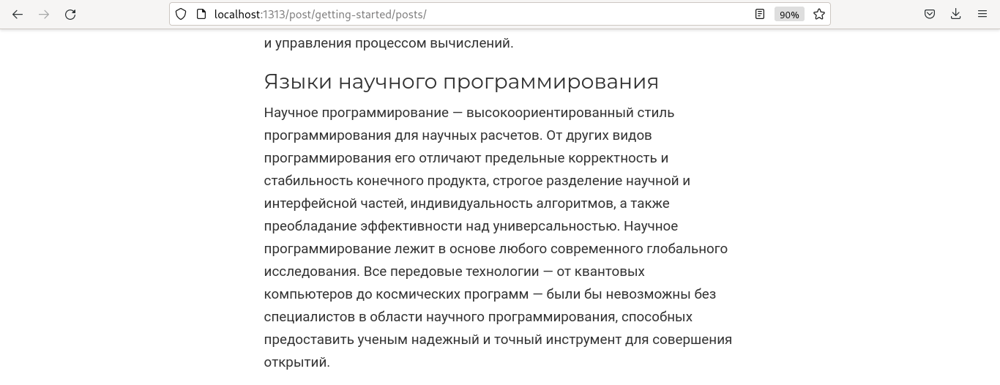 localhost:1313/post/getting-started/posts/
90%
и управления процессом вычислений.
Языки научного программирования
Научное программирование — высокоориентированный стиль
программирования для научных расчетов. От других видов
программирования его отличают предельные корректность и
стабильность конечного продукта, строгое разделение научной и
интерфейсной частей, индивидуальность алгоритмов, а также
преобладание эффективности над универсальностью. Научное
программирование лежит в основе любого современного глобального
исследования. Все передовые технологии — от квантовых
компьютеров до космических программ — были бы невозможны без
специалистов в области научного программирования, способных
предоставить ученым надежный и точный инструмент для совершения
открытий.